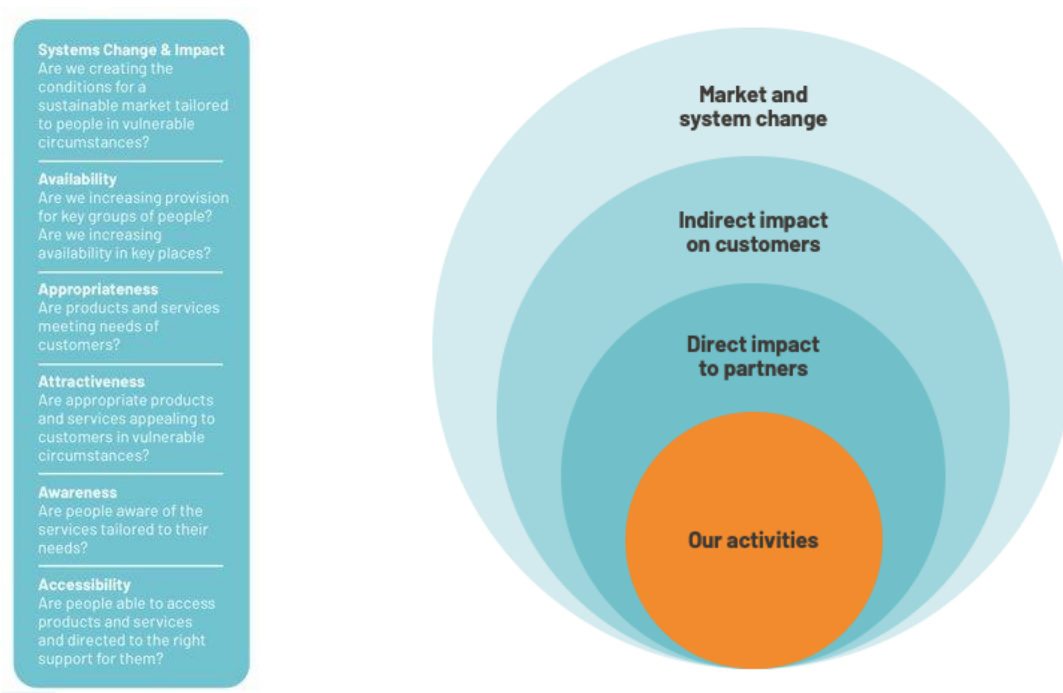 Systems Change & Impact
Are we creating the
conditions for a
sustainable market tailored
to people in vulnerable
circumstances?
Availability
Are we increasing provision
for key groups of people?
Are we increasing
availability in key places?
Appropriateness
Are products and services
meeting needs of
customers?
Attractiveness
Are appropriate products
and services appealing to
customers in vulnerable
circumstances?
Awareness
Are people aware of the
services tailored to their
needs?
Accessibility
Are people able to access
products and services
and directed to the right
support for them?
Market and
system change
Indirect impact
on customers
Direct impact
to partners
Our activities